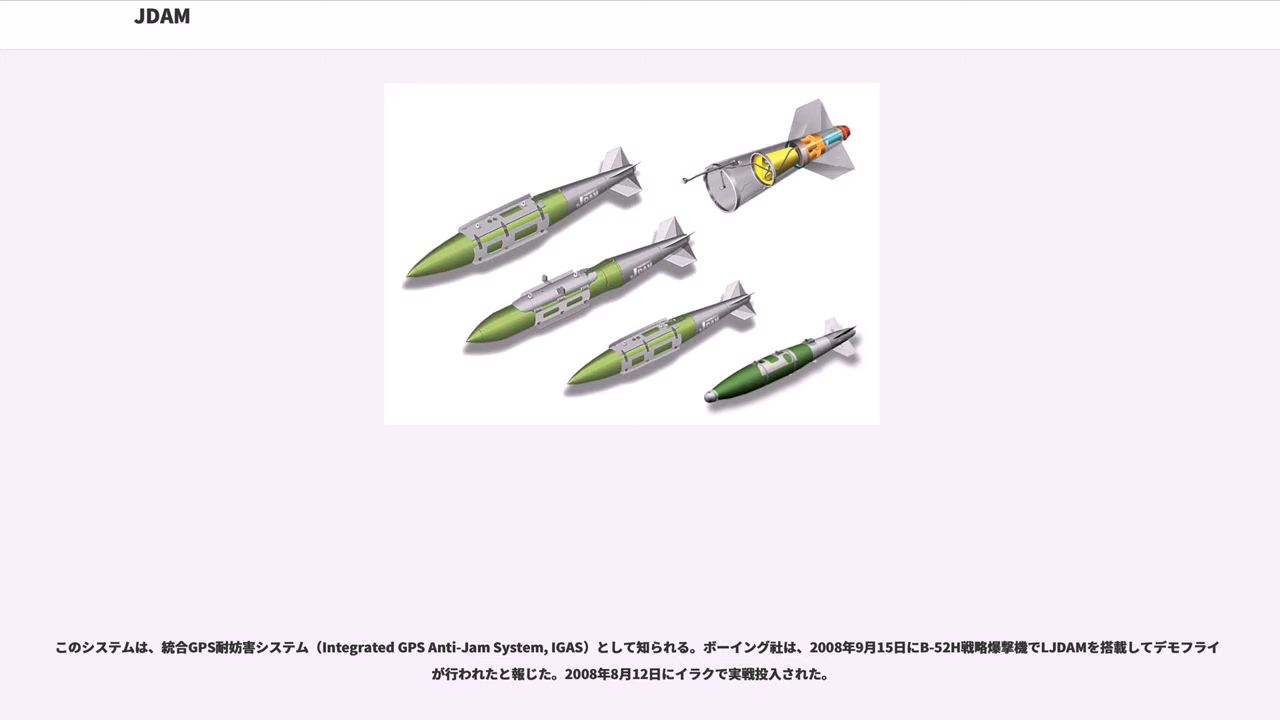 JDAM
JDAM
JDAM
JDAM
このシステムは、統合GPS耐妨害システム（Integrated GPS Anti-Jam System, IGAS）として知られる。ボーイング社は、2008年9月15日にB-52H戦略爆撃機でLJDAMを搭載してデモフライ
が行われたと報じた。2008年8月12日にイラクで実戦投入された。